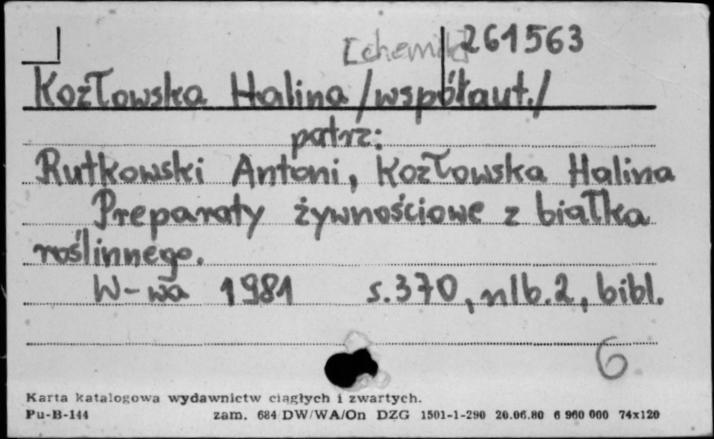 [chemik] 261563
Kozłowska Halina /współaut./
patrz:
Rutkowski Antoni, Kozłowska Halina
Preparaty żywnościowe z białka
roślinnego.
W-wa 1981 s.370, nlb.2, bibl.
6
Karta katalogowa wydawnictw ciągłych i zwartych.
Pu-B-144 zam. 684 DW/WA/On DZG 1501-1-290 20.06.80 6 960 000 74x120